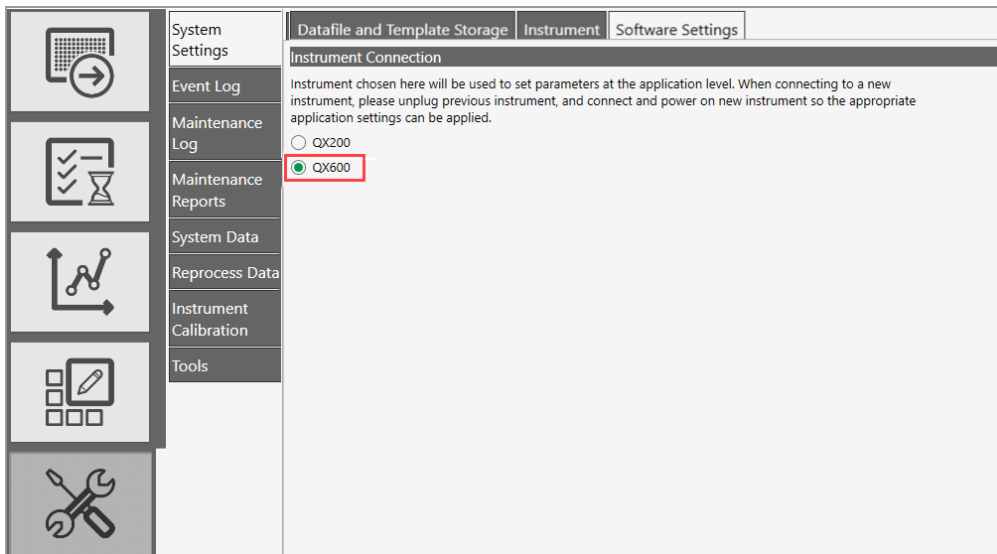 System
Settings
Event Log
Maintenance
Log
Maintenance
Reports
System Data
Reprocess Data
Instrument
Calibration
Tools
Datafile and Template Storage
Instrument
Software Settings
Instrument Connection
Instrument chosen here will be used to set parameters at the application level. When connecting to a new
instrument, please unplug previous instrument, and connect and power on new instrument so the appropriate
application settings can be applied.
QX200
QX600